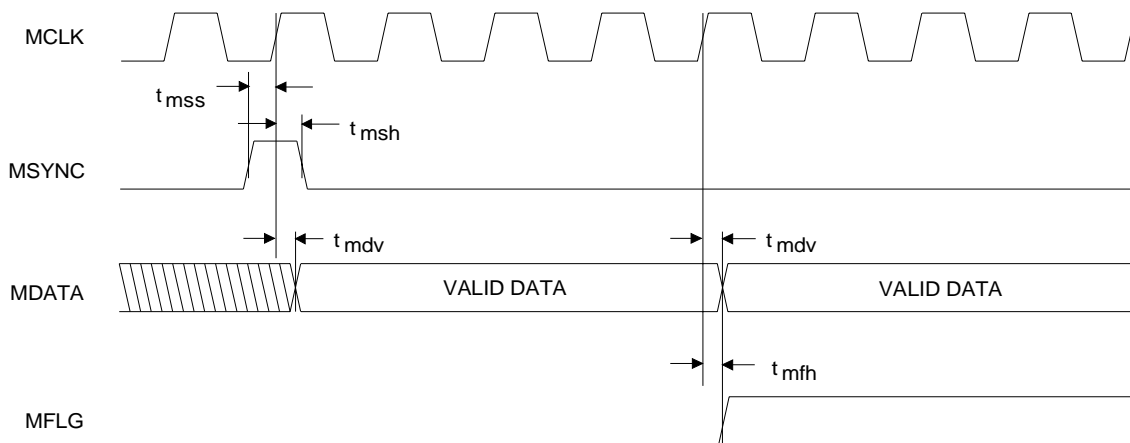 MCLK
t mss
t msh
MSYNC
t mdv
t mdv
MDATA
VALID DATA
VALID DATA
t mfh
MFLG